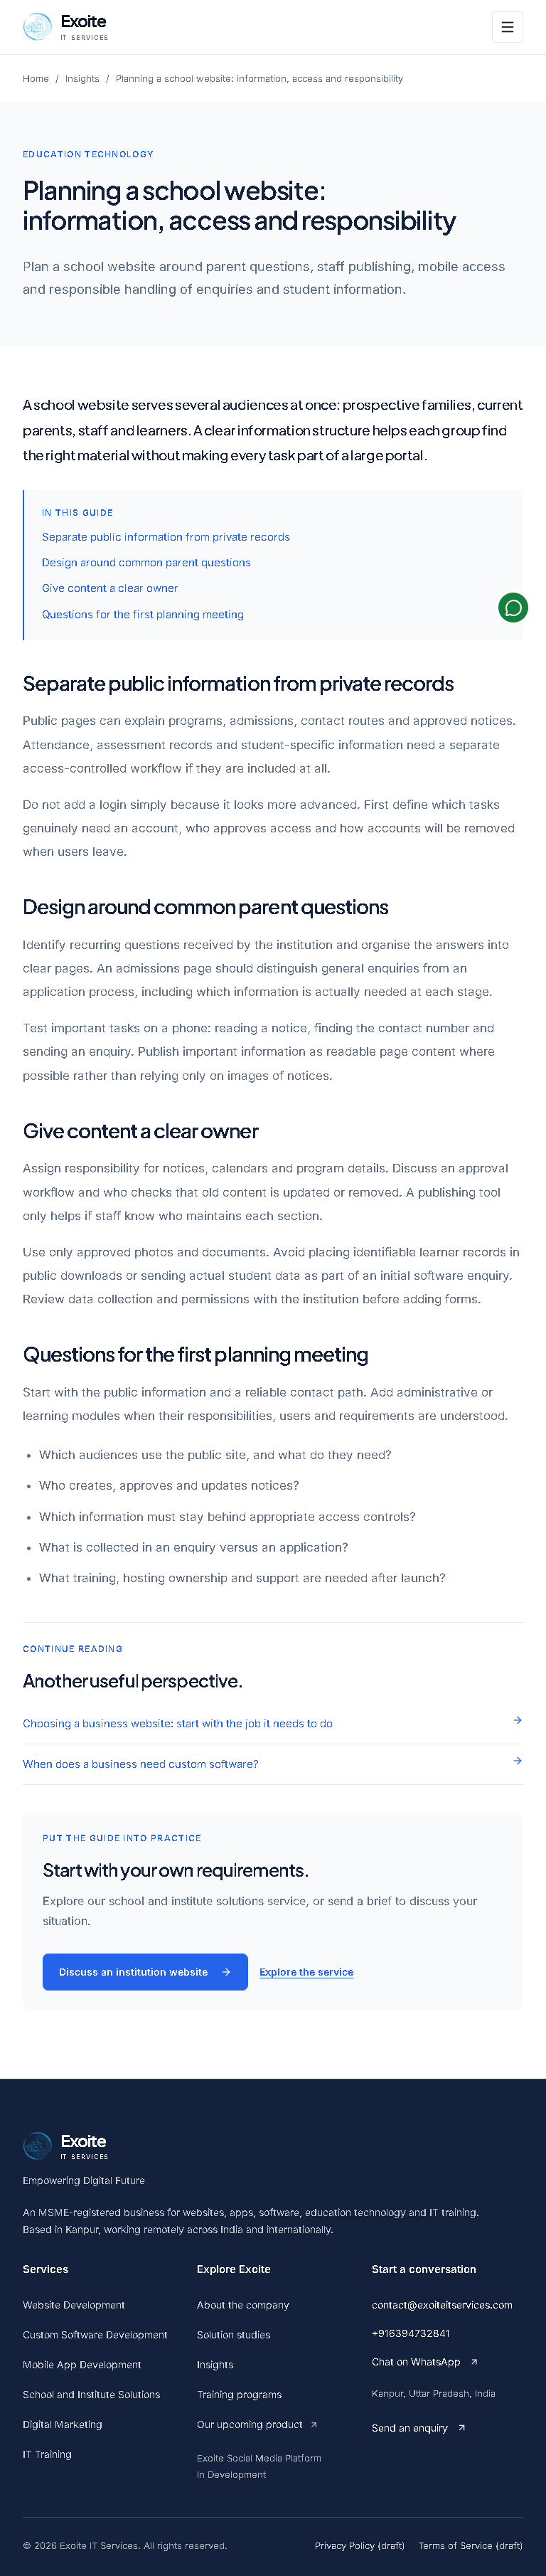 Exoite
IT SERVICES
Home / Insights / Planning a school website: information, access and responsibility
EDUCATION TECHNOLOGY
Planning a school website:
information, access and responsibility
Plan a school website around parent questions, staff publishing, mobile access
and responsible handling of enquiries and student information.
A school website serves several audiences at once: prospective families, current
parents, staff and learners. A clear information structure helps each group find
the right material without making every task part of a large portal.
IN THIS GUIDE
Separate public information from private records
Design around common parent questions
Give content a clear owner
Questions for the first planning meeting
Separate public information from private records
Public pages can explain programs, admissions, contact routes and approved notices.
Attendance, assessment records and student-specific information need a separate
access-controlled workflow if they are included at all.
Do not add a login simply because it looks more advanced. First define which tasks
genuinely need an account, who approves access and how accounts will be removed
when users leave.
Design around common parent questions
Identify recurring questions received by the institution and organise the answers into
clear pages. An admissions page should distinguish general enquiries from an
application process, including which information is actually needed at each stage.
Test important tasks on a phone: reading a notice, finding the contact number and
sending an enquiry. Publish important information as readable page content where
possible rather than relying only on images of notices.
Give content a clear owner
Assign responsibility for notices, calendars and program details. Discuss an approval
workflow and who checks that old content is updated or removed. A publishing tool
only helps if staff know who maintains each section.
Use only approved photos and documents. Avoid placing identifiable learner records in
public downloads or sending actual student data as part of an initial software enquiry.
Review data collection and permissions with the institution before adding forms.
Questions for the first planning meeting
Start with the public information and a reliable contact path. Add administrative or
learning modules when their responsibilities, users and requirements are understood.
• Which audiences use the public site, and what do they need?
• Who creates, approves and updates notices?
• Which information must stay behind appropriate access controls?
• What is collected in an enquiry versus an application?
• What training, hosting ownership and support are needed after launch?
CONTINUE READING
Another useful perspective.
Choosing a business website: start with the job it needs to do →
When does a business need custom software? →
PUT THE GUIDE INTO PRACTICE
Start with your own requirements.
Explore our school and institute solutions service, or send a brief to discuss your
situation.
Discuss an institution website → Explore the service
Exoite
IT SERVICES
Empowering Digital Future
An MSME-registered business for websites, apps, software, education technology and IT training.
Based in Kanpur, working remotely across India and internationally.
Services
Website Development
Custom Software Development
Mobile App Development
School and Institute Solutions
Digital Marketing
IT Training
Explore Exoite
About the company
Solution studies
Insights
Training programs
Our upcoming product ↗
Exoite Social Media Platform
In Development
Start a conversation
contact@exoiteitservices.com
+916394732841
Chat on WhatsApp ↗
Kanpur, Uttar Pradesh, India
Send an enquiry ↗
© 2026 Exoite IT Services. All rights reserved.
Privacy Policy (draft) Terms of Service (draft)